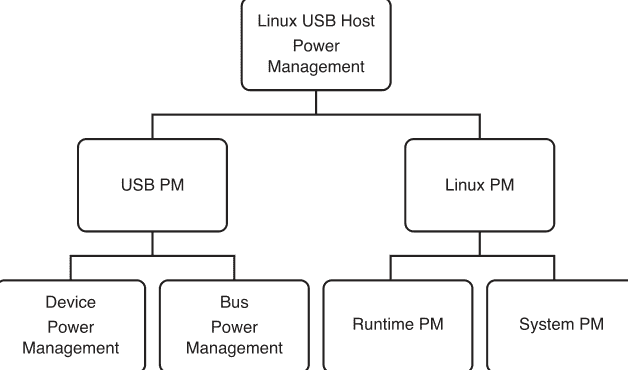 Linux USB Host
Power
Management
USB PM
Linux PM
Device
Power
Management
Bus
Power
Management
Runtime PM
System PM